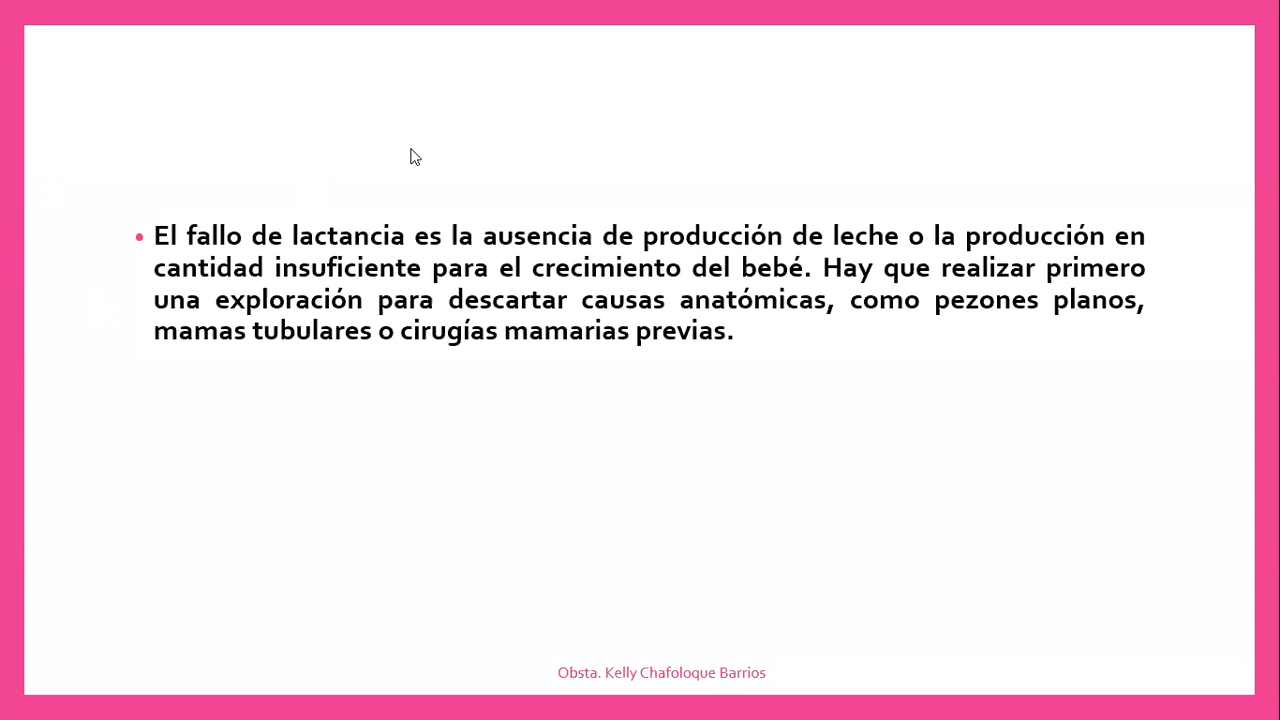 • El fallo de lactancia es la ausencia de producción de leche o la producción en
cantidad insuficiente para el crecimiento del bebé. Hay que realizar primero
una exploración para descartar causas anatómicas, como pezones planos,
mamas tubulares o cirugías mamarias previas.
Obsta. Kelly Chafoloque Barrios